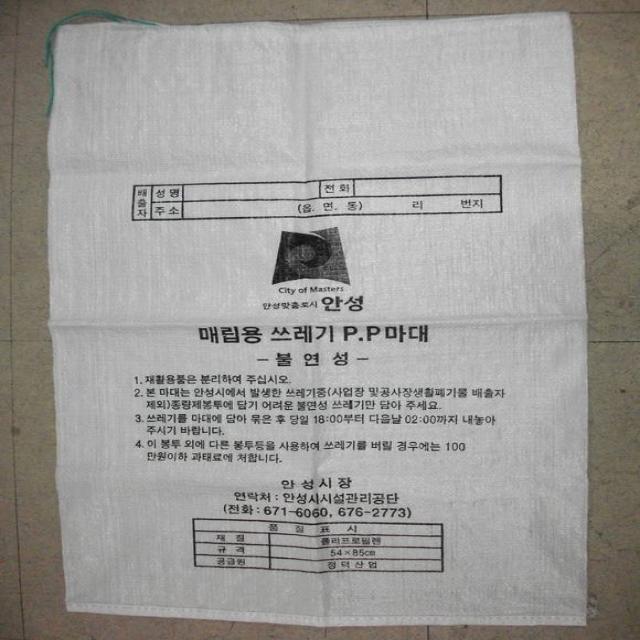 배출자 성명 전화
주소 (읍. 면. 동) 리 번지
City of Masters
안성맞춤도시 안성
매립용 쓰레기 P.P마대
– 불연성 –
1. 재활용품은 분리하여 주십시오.
2. 본 마대는 안성시에서 발생한 쓰레기중(사업장 및공사장생활폐기물 배출자
제외)종량제봉투에 담기 어려운 불연성 쓰레기만 담아 주세요.
3. 쓰레기를 마대에 담아 묶은 후 당일 18:00부터 다음날 02:00까지 내놓아
주시기 바랍니다.
4. 이 봉투 외에 다른 봉투등을 사용하여 쓰레기를 버릴 경우에는 100
만원이하 과태료에 처합니다.
안성시장
연락처 : 안성시시설관리공단
(전화 : 671-6060, 676-2773)
품질표시
재질 폴리프로필렌
규격 54×85cm
공급원 정덕산업